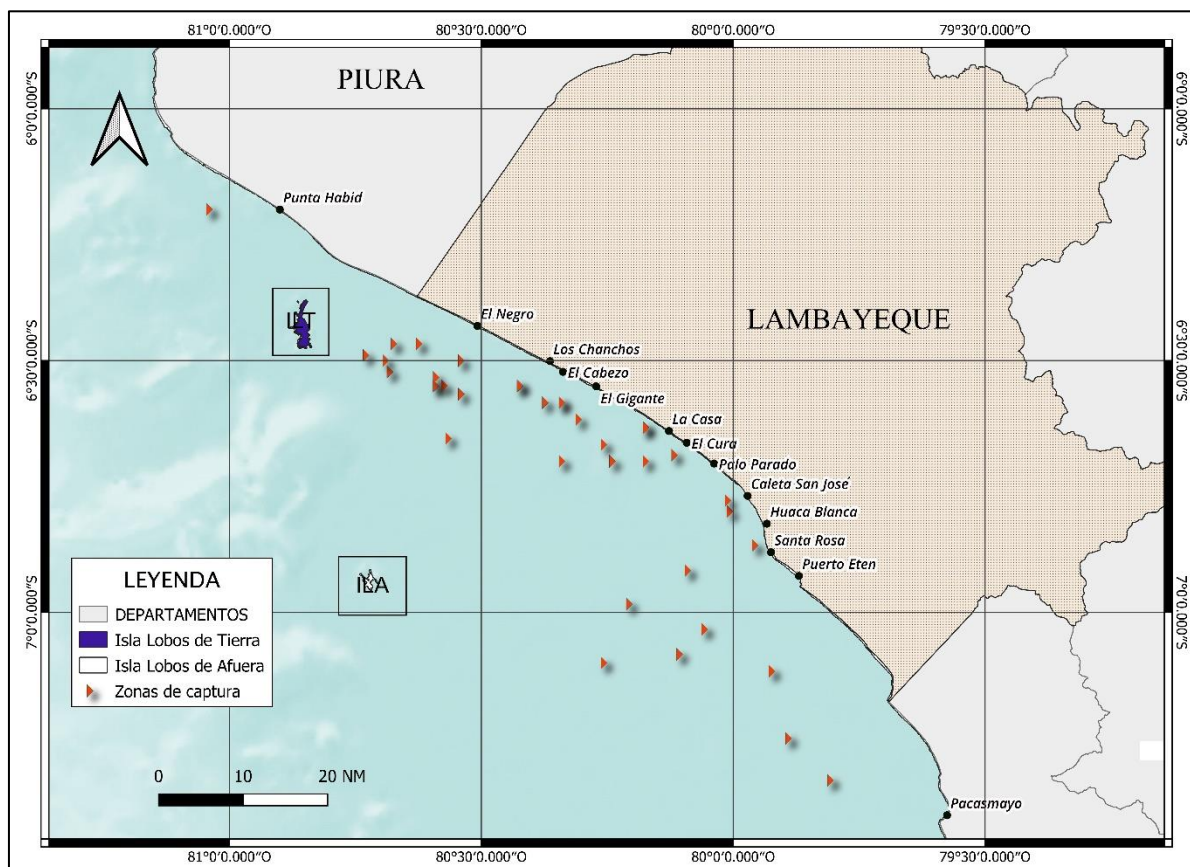 81°0'0.000"S
80°30'0.000"S
80°0'0.000"S
79°30'0.000"S
6°0'0.000"S
6°0'0.000"S
PIURA
Punta Habid
LAMBAYEQUE
El Negro
Los Chanchos
El Cabezo
6°30'0.000"S
6°30'0.000"S
El Gigante
La Casa
El Cura
Palo Parado
Caleta San José
Huaca Blanca
Santa Rosa
Puerto Eten
7°0'0.000"S
7°0'0.000"S
LEYENDA
DEPARTAMENTOS
Isla Lobos de Tierra
Isla Lobos de Afuera
Zonas de captura
0 10 20 NM
Pacasmayo
81°0'0.000"S
80°30'0.000"S
80°0'0.000"S
79°30'0.000"S